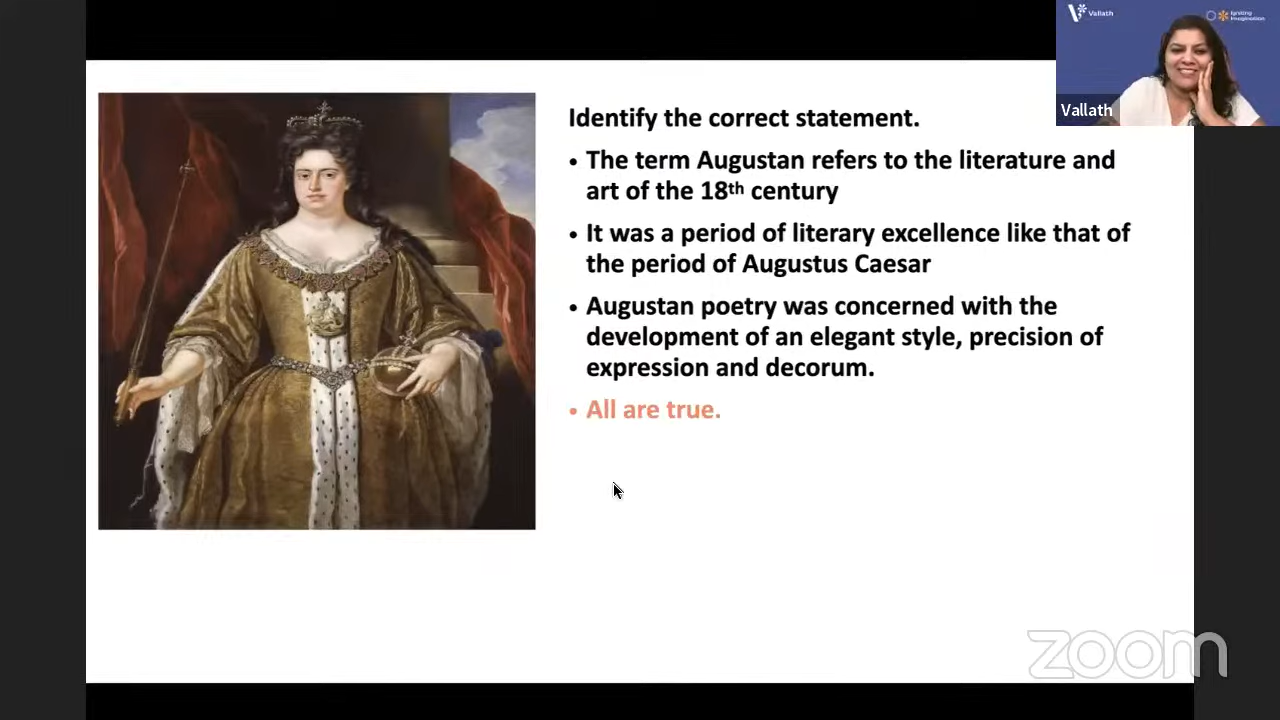 Vallath
Igniting
Imagination
Vallath
Identify the correct statement.
• The term Augustan refers to the literature and
art of the 18th century
• It was a period of literary excellence like that of
the period of Augustus Caesar
• Augustan poetry was concerned with the
development of an elegant style, precision of
expression and decorum.
• All are true.
zoom